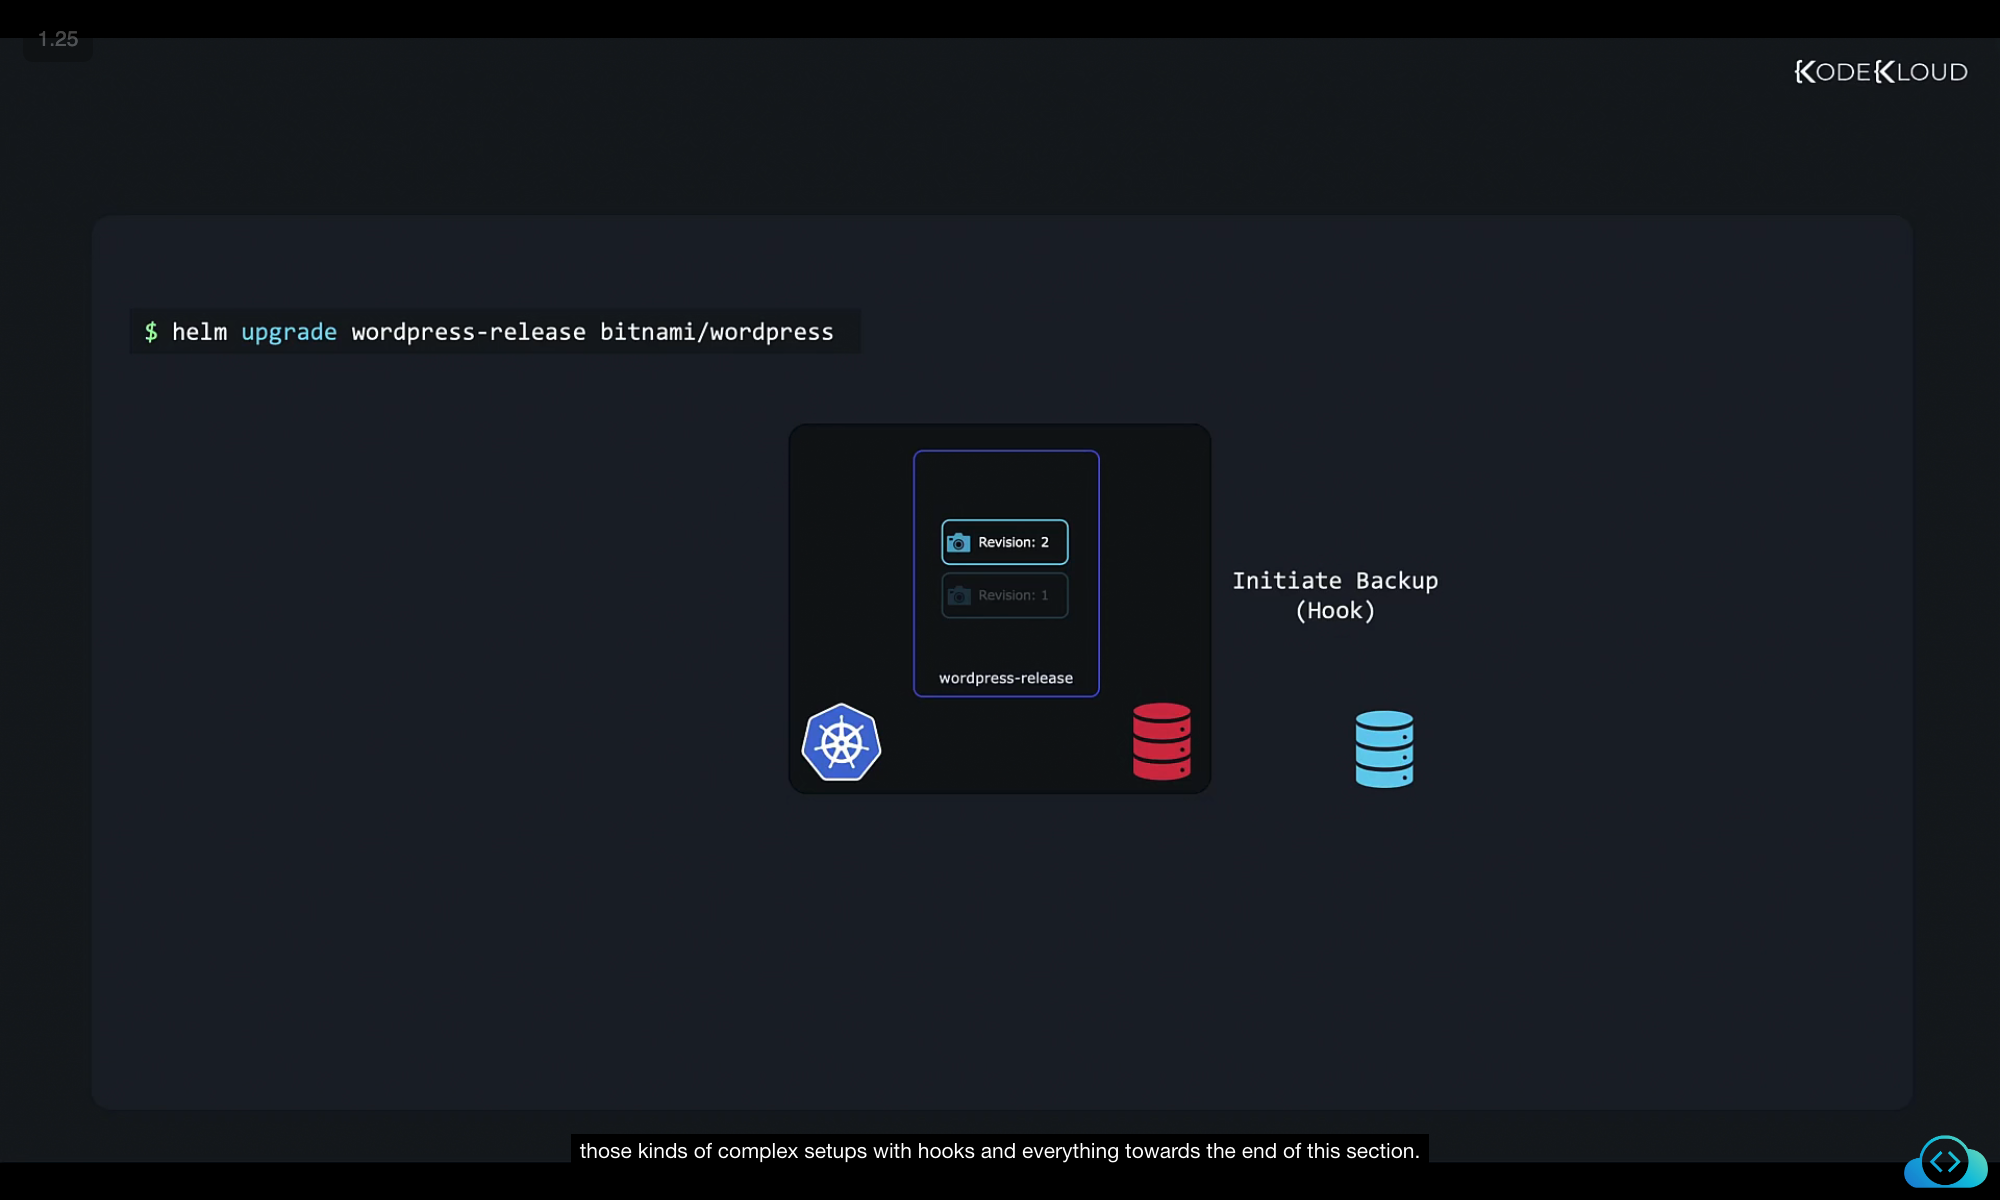 1.25
KODEKLOUD
$ helm upgrade wordpress-release bitnami/wordpress
Revision: 2
Revision: 1
wordpress-release
Initiate Backup
(Hook)
those kinds of complex setups with hooks and everything towards the end of this section.